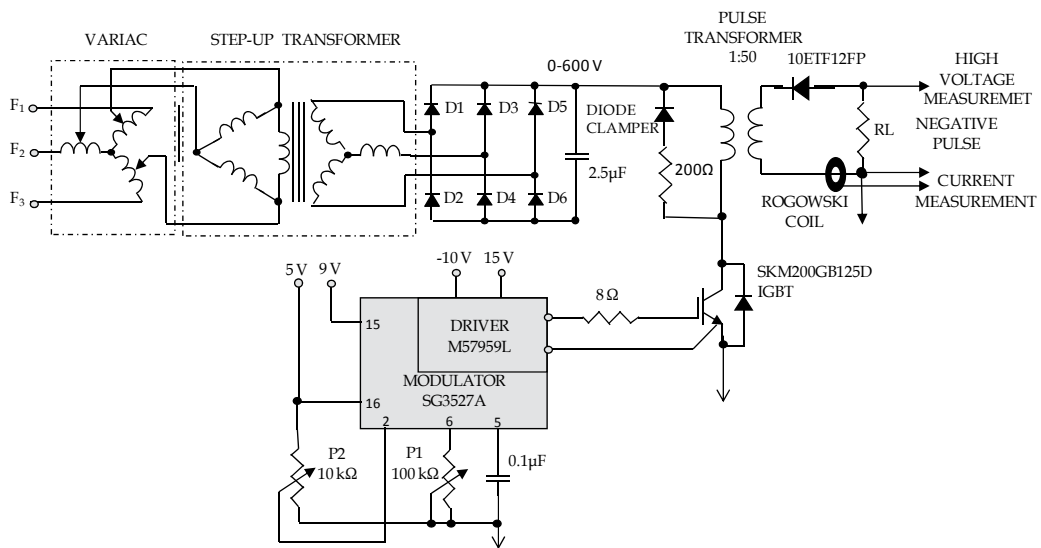 VARIAC
STEP-UP TRANSFORMER
PULSE
TRANSFORMER
1:50
10ETF12FP
HIGH
VOLTAGE
MEASUREMET
NEGATIVE
PULSE
CURRENT
MEASUREMENT
F1
F2
F3
D1
D3
D5
D2
D4
D6
0-600 V
2.5µF
DIODE
CLAMPER
200Ω
RL
ROGOWSKI
COIL
SKM200GB125D
IGBT
5 V
9 V
-10 V
15 V
8 Ω
15
DRIVER
M57959L
MODULATOR
SG3527A
16
2
6
5
P2
10 kΩ
P1
100 kΩ
0.1µF